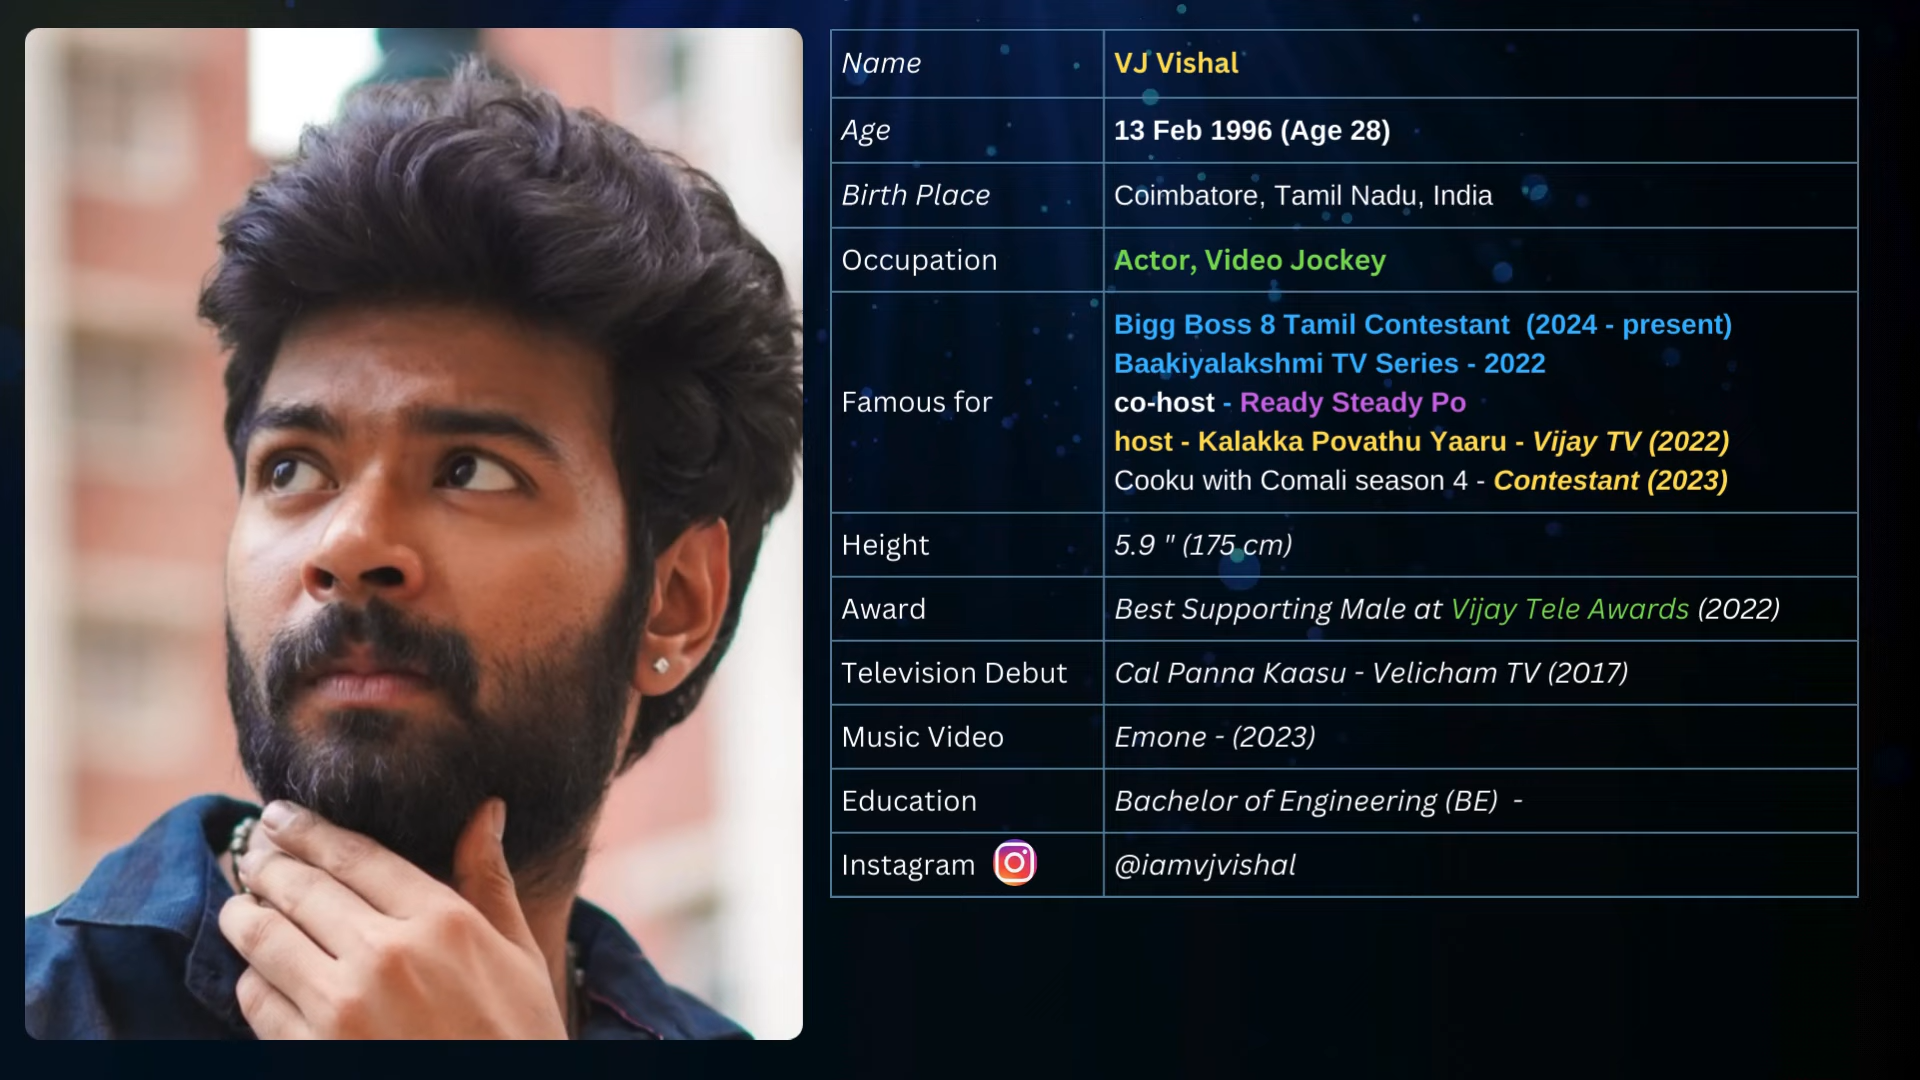 Name VJ Vishal
Age 13 Feb 1996 (Age 28)
Birth Place Coimbatore, Tamil Nadu, India
Occupation Actor, Video Jockey
Famous for
Bigg Boss 8 Tamil Contestant (2024 - present)
Baakiyalakshmi TV Series - 2022
co-host - Ready Steady Po
host - Kalakka Povathu Yaaru - Vijay TV (2022)
Cooku with Comali season 4 - Contestant (2023)
Height 5.9 " (175 cm)
Award Best Supporting Male at Vijay Tele Awards (2022)
Television Debut Cal Panna Kaasu - Velicham TV (2017)
Music Video Emone - (2023)
Education Bachelor of Engineering (BE) -
Instagram @iamvjvishal